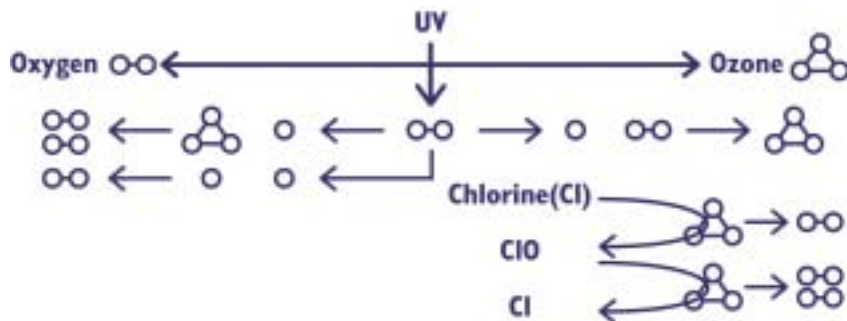 UV
Oxygen
Ozone
Chlorine(Cl)
ClO
Cl